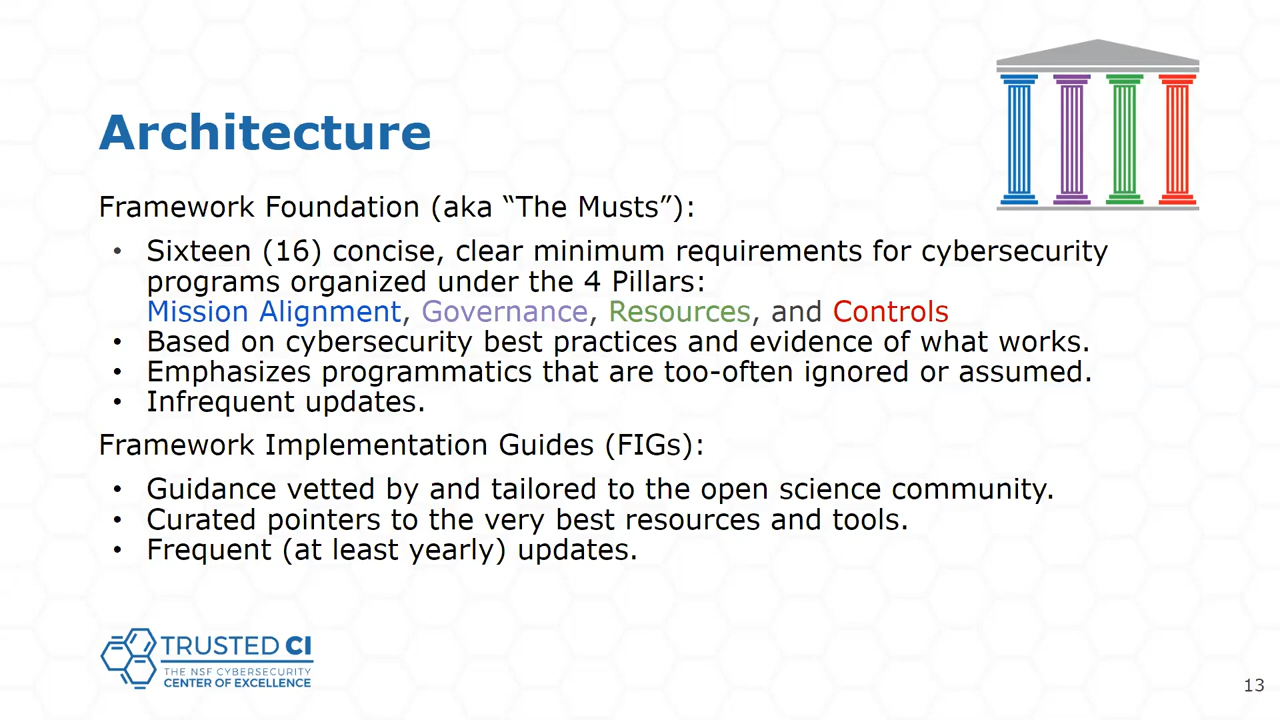 Architecture
Framework Foundation (aka “The Musts”):
• Sixteen (16) concise, clear minimum requirements for cybersecurity
programs organized under the 4 Pillars:
Mission Alignment, Governance, Resources, and Controls
• Based on cybersecurity best practices and evidence of what works.
• Emphasizes programmatics that are too-often ignored or assumed.
• Infrequent updates.
Framework Implementation Guides (FIGs):
• Guidance vetted by and tailored to the open science community.
• Curated pointers to the very best resources and tools.
• Frequent (at least yearly) updates.
TRUSTED CI
THE NSF CYBERSECURITY
CENTER OF EXCELLENCE
13